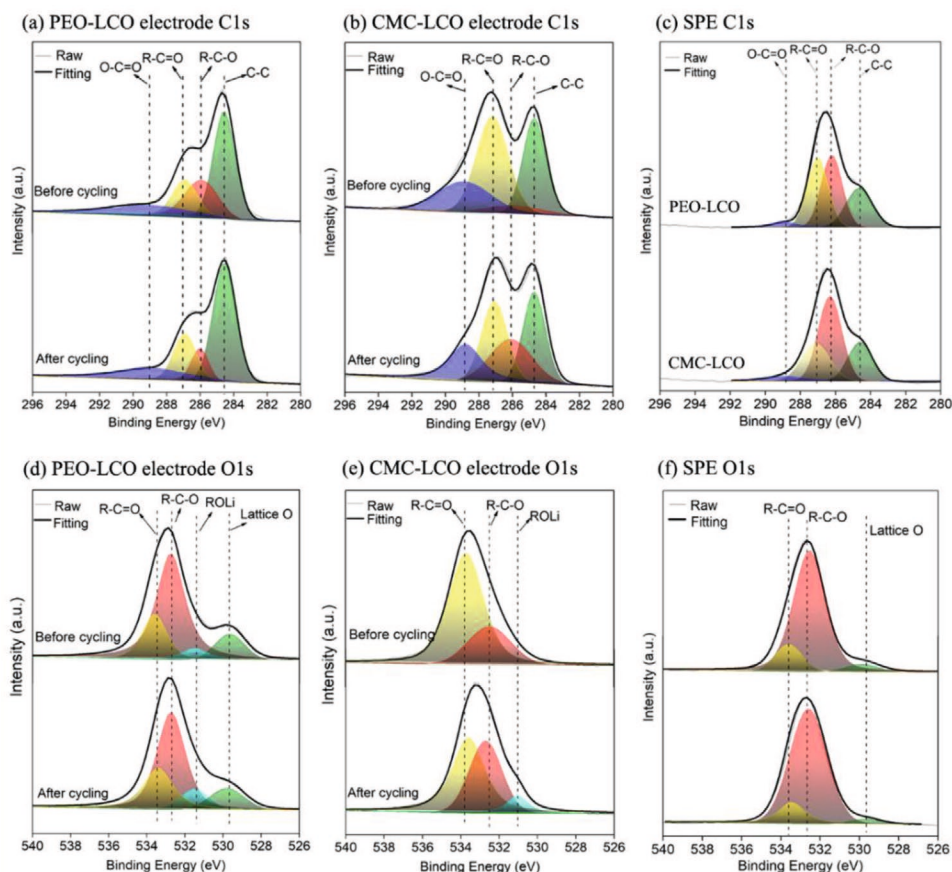 (a) PEO-LCO electrode C1s
Raw
Fitting
O-C=O
R-C=O
R-C-O
C-C
Before cycling
After cycling
Intensity (a.u.)
296 294 292 290 288 286 284 282 280
Binding Energy (eV)
(b) CMC-LCO electrode C1s
Raw
Fitting
O-C=O
R-C=O
R-C-O
C-C
Before cycling
After cycling
Intensity (a.u.)
296 294 292 290 288 286 284 282 280
Binding Energy (eV)
(c) SPE C1s
Raw
Fitting
O-C=O
R-C=O
R-C-O
C-C
PEO-LCO
CMC-LCO
Intensity (a.u.)
296 294 292 290 288 286 284 282 280
Binding Energy (eV)
(d) PEO-LCO electrode O1s
Raw
Fitting
R-C=O
R-C-O
ROLi
Lattice O
Before cycling
After cycling
Intensity (a.u.)
540 538 536 534 532 530 528 526
Binding Energy (eV)
(e) CMC-LCO electrode O1s
Raw
Fitting
R-C=O
R-C-O
ROLi
Before cycling
After cycling
Intensity (a.u.)
540 538 536 534 532 530 528 526
Binding Energy (eV)
(f) SPE O1s
Raw
Fitting
R-C=O
R-C-O
Lattice O
Intensity (a.u.)
540 538 536 534 532 530 528 526
Binding Energy (eV)